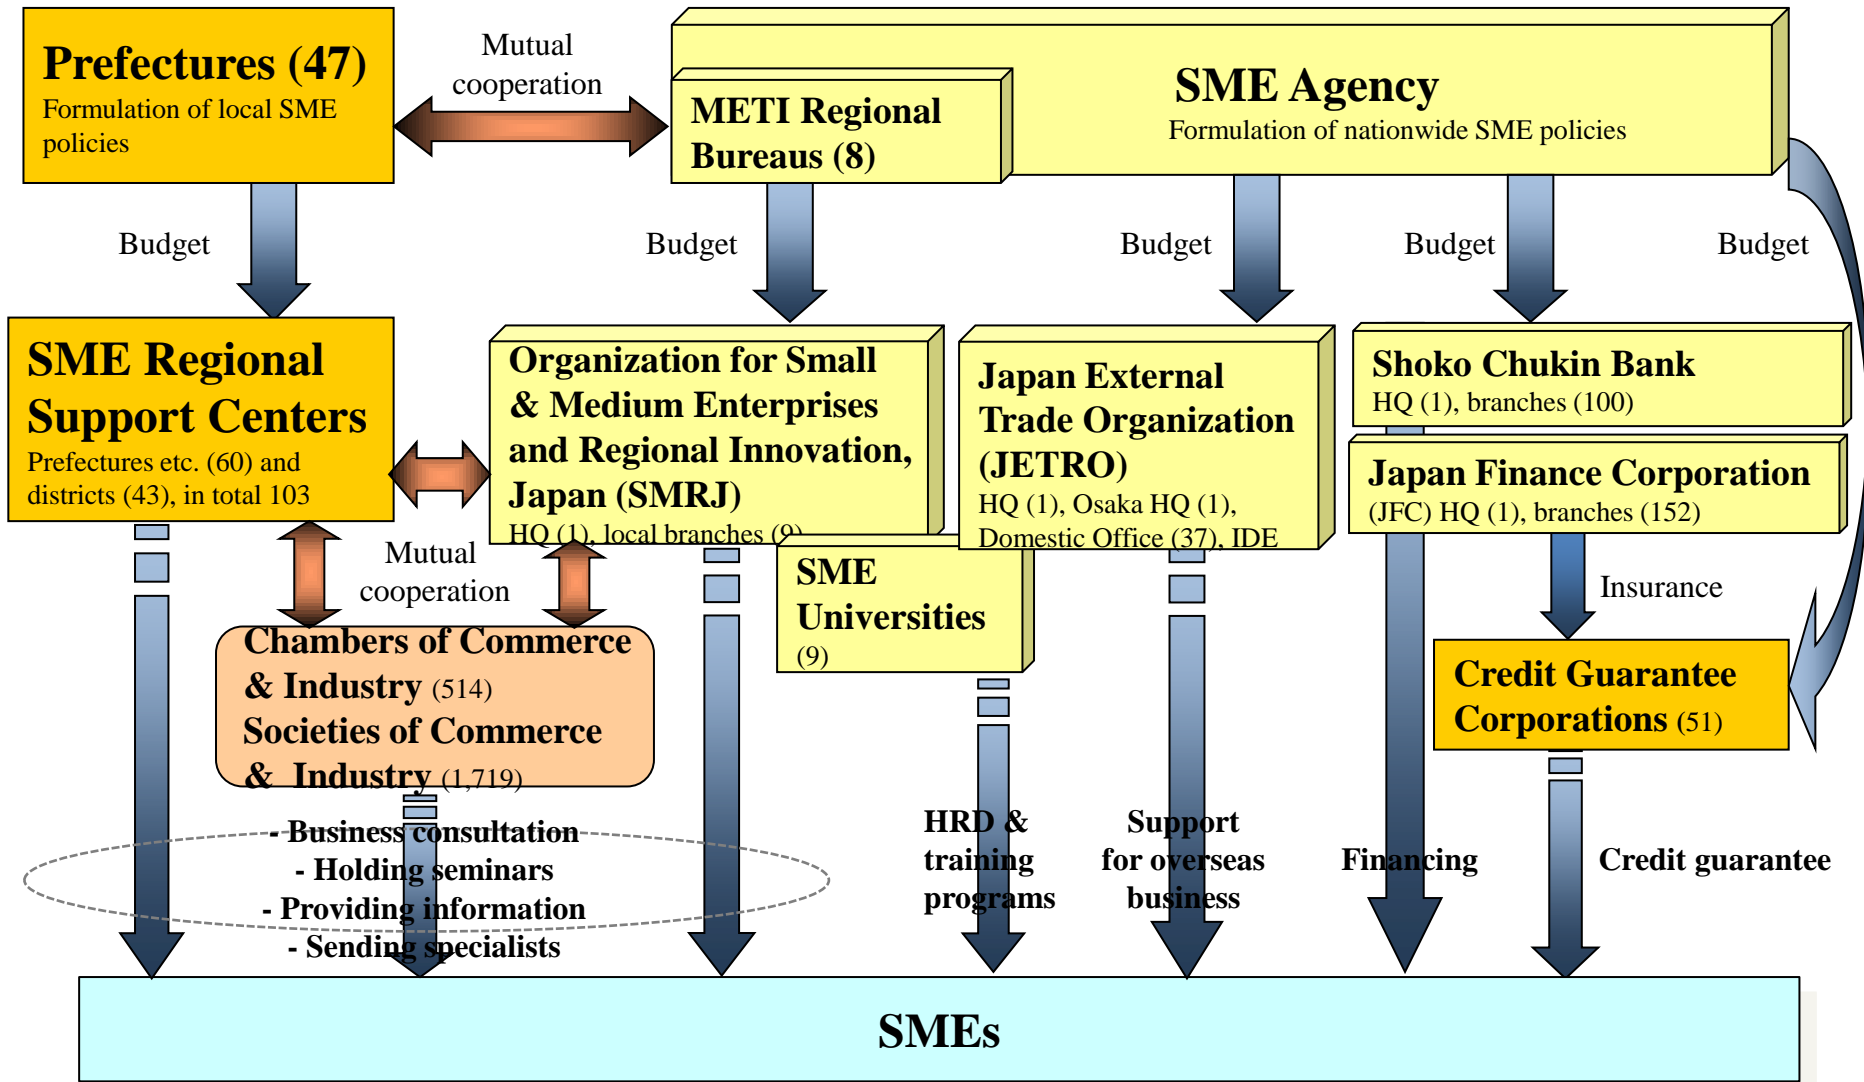 Prefectures (47)
Formulation of local SME
policies
Mutual
cooperation
SME Agency
Formulation of nationwide SME policies
METI Regional
Bureaus (8)
Budget
Budget
Budget
Budget
Budget
SME Regional
Support Centers
Prefectures etc. (60) and
districts (43), in total 103
Organization for Small
& Medium Enterprises
and Regional Innovation,
Japan (SMRJ)
HQ (1), local branches (9)
Japan External
Trade Organization
(JETRO)
HQ (1), Osaka HQ (1),
Domestic Office (37), IDE
Shoko Chukin Bank
HQ (1), branches (100)
Japan Finance Corporation
(JFC) HQ (1), branches (152)
Mutual
cooperation
SME
Universities
(9)
Insurance
Chambers of Commerce
& Industry (514)
Societies of Commerce
& Industry (1,719)
Credit Guarantee
Corporations (51)
- Business consultation
- Holding seminars
- Providing information
- Sending specialists
HRD &
training
programs
Support
for overseas
business
Financing
Credit guarantee
SMEs